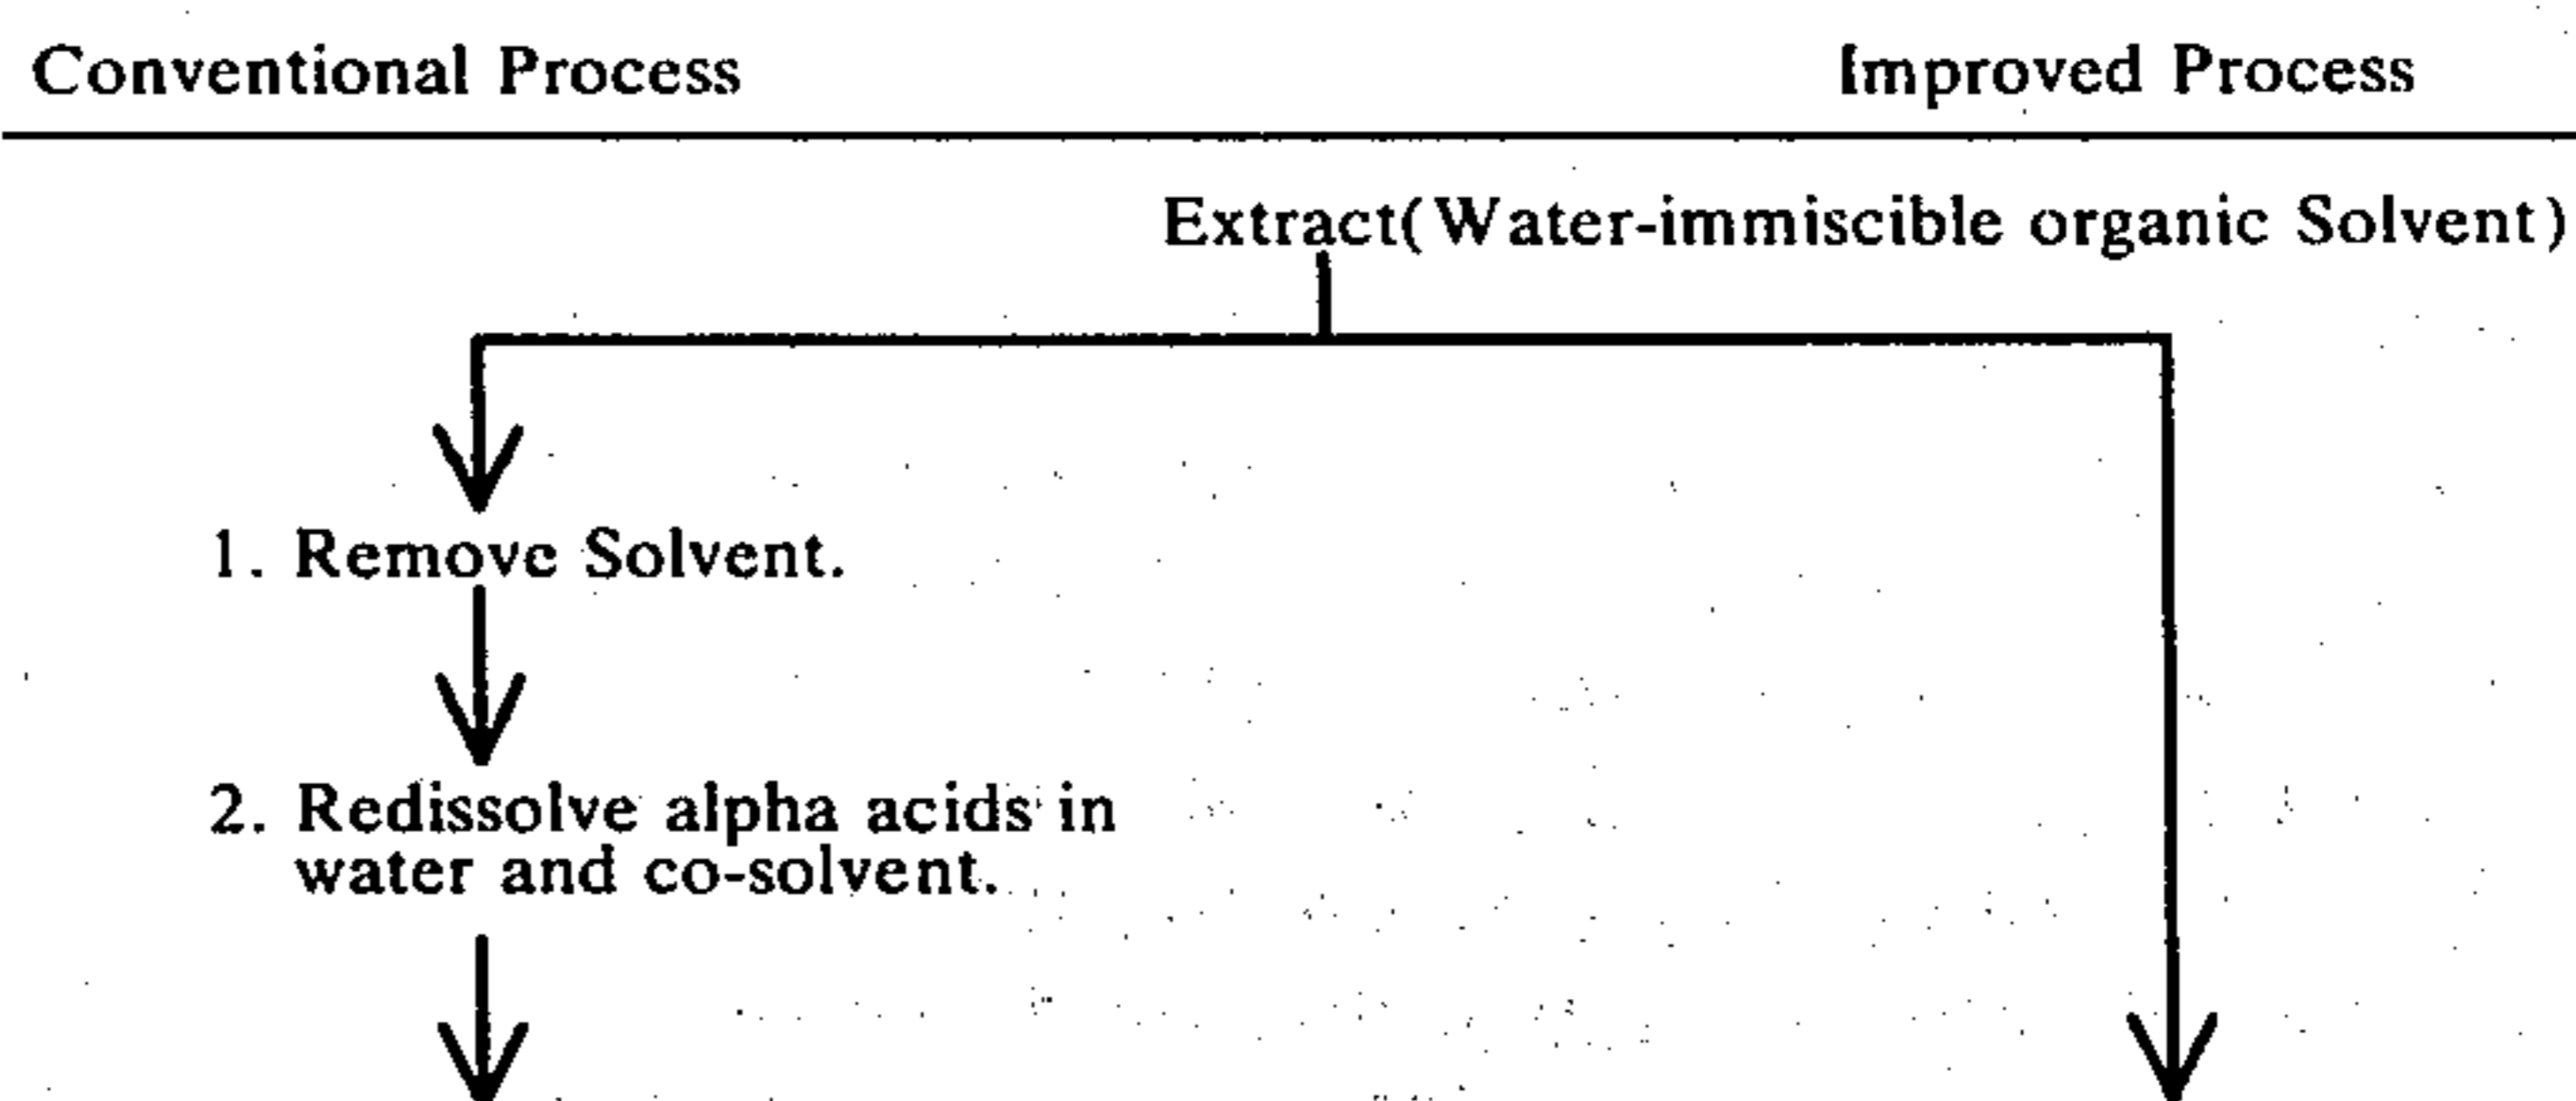 Conventional Process
Improved Process
Extract(Water-immiscible organic Solvent)
1. Remove Solvent.
2. Redissolve alpha acids in
water and co-solvent.